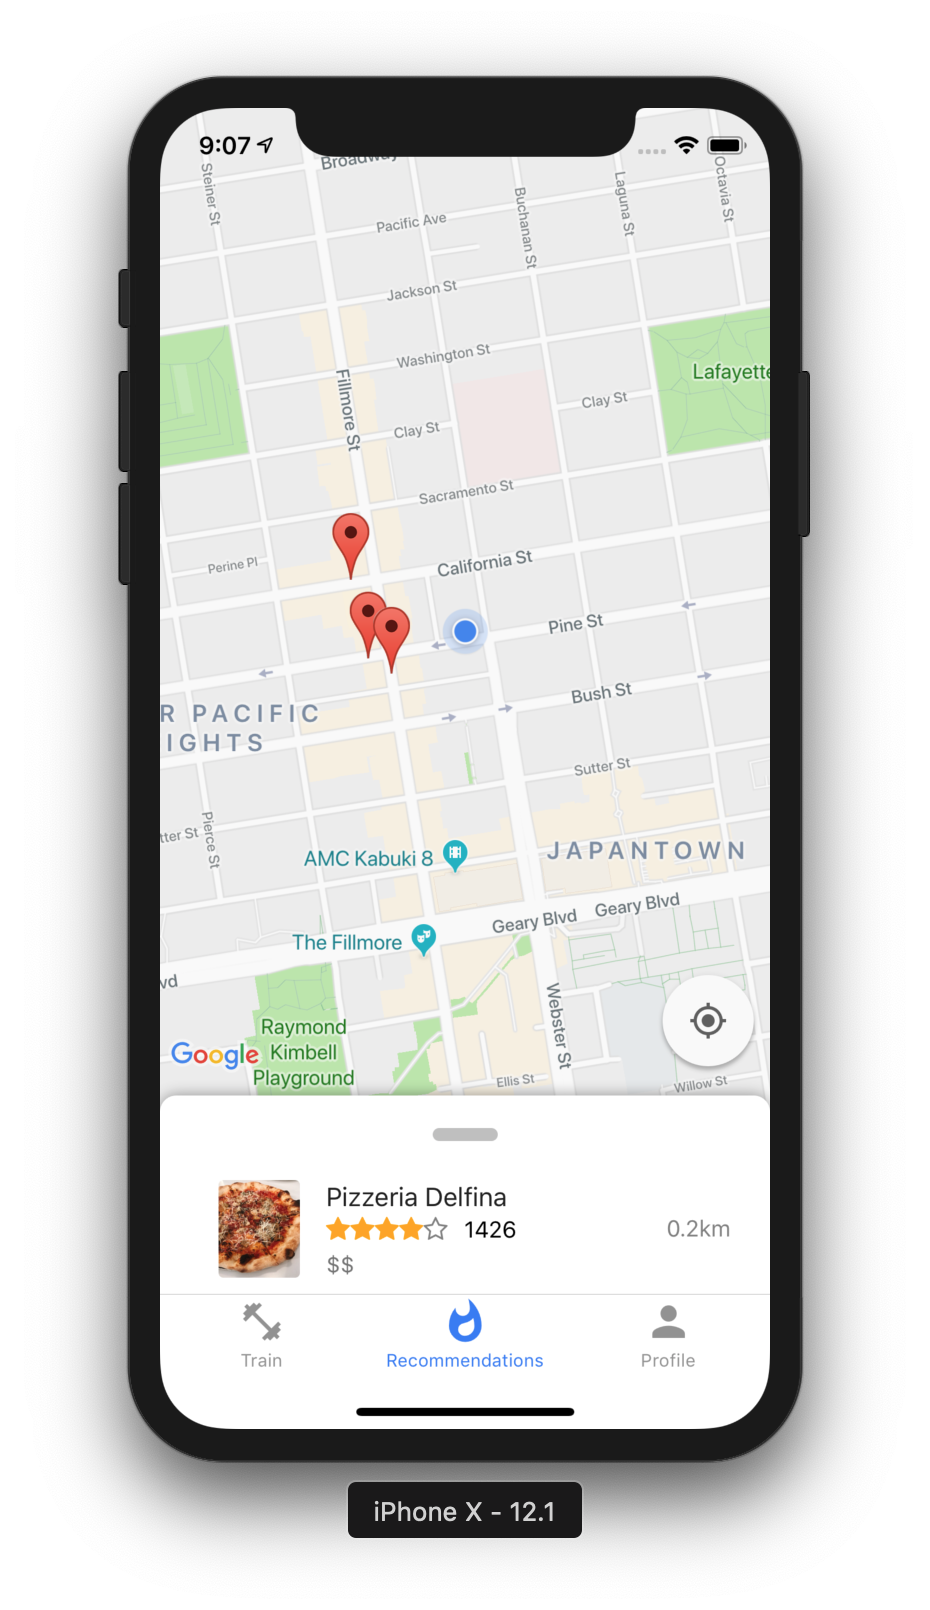 9:07
Broadway
Steiner St
Octavia St
Laguna St
Buchanan St
Pacific Ave
Jackson St
Washington St
Lafayette
Fillmore St
Clay St
Clay St
Sacramento St
Perine Pl
California St
Pine St
Bush St
R PACIFIC
IGHTS
Sutter St
Pierce St
tter St
AMC Kabuki 8
JAPANTOWN
Geary Blvd
Geary Blvd
The Fillmore
vd
Webster St
Raymond
Kimbell
Playground
Google
Ellis St
Willow St
Pizzeria Delfina
1426
0.2km
$$
Train
Recommendations
Profile
iPhone X - 12.1